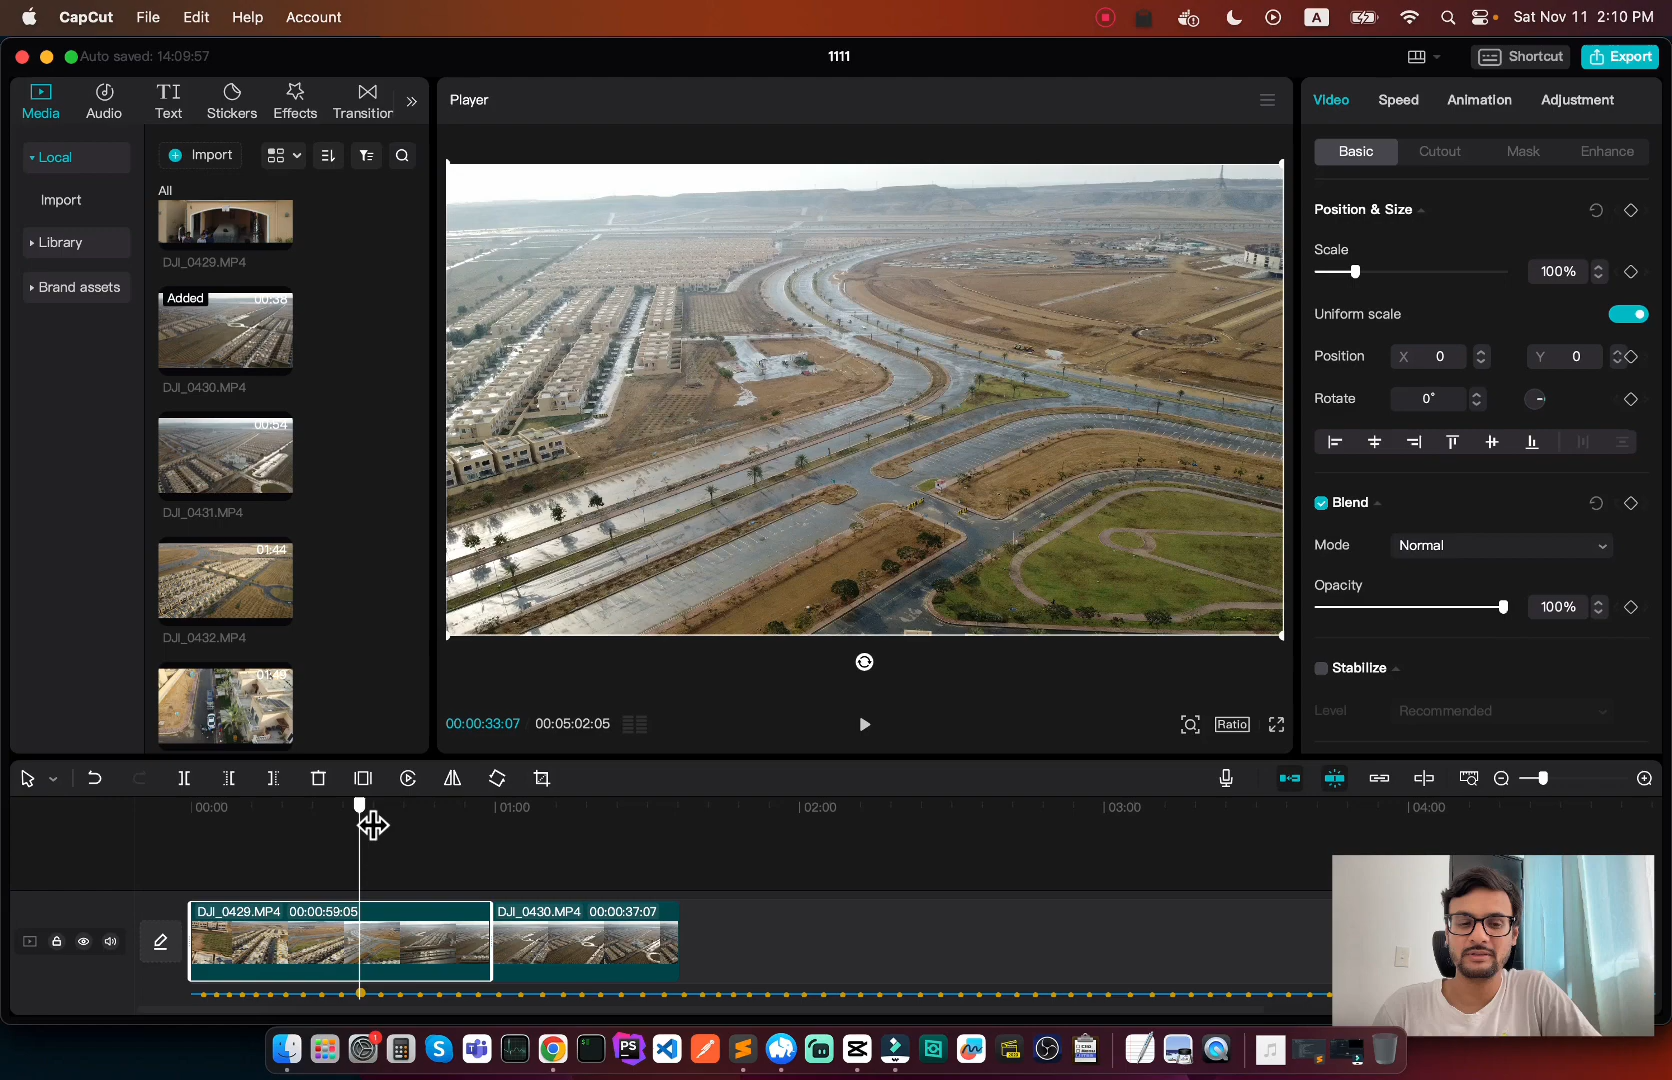 CapCut File Edit Help Account
A Sat Nov 11 2:10 PM
Auto saved: 14:09:57
1111
Shortcut Export
Media Audio Text Stickers Effects Transition
Player
Video Speed Animation Adjustment
Local
Import
Library
Brand assets
Import
All
DJI_0429.MP4
Added 00:38
DJI_0430.MP4
00:54
DJI_0431.MP4
01:44
DJI_0432.MP4
01:49
00:00:33:07 00:05:02:05
Ratio
Basic Cutout Mask Enhance
Position & Size
Scale
100%
Uniform scale
Position X 0 Y 0
Rotate 0°
Blend
Mode Normal
Opacity
100%
Stabilize
Level Recommended
00:00 01:00 02:00 03:00 04:00
DJI_0429.MP4 00:00:59:05 DJI_0430.MP4 00:00:37:07
1
PS